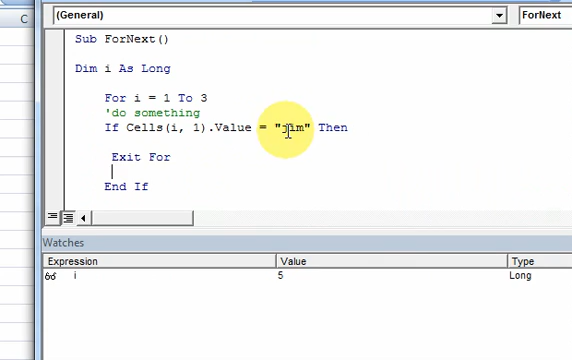 C
(General)
ForNext
Sub ForNext()
Dim i As Long
For i = 1 To 3
'do something
If Cells(i, 1).Value = "jim" Then
Exit For
End If
Watches
Expression Value Type
i 5 Long